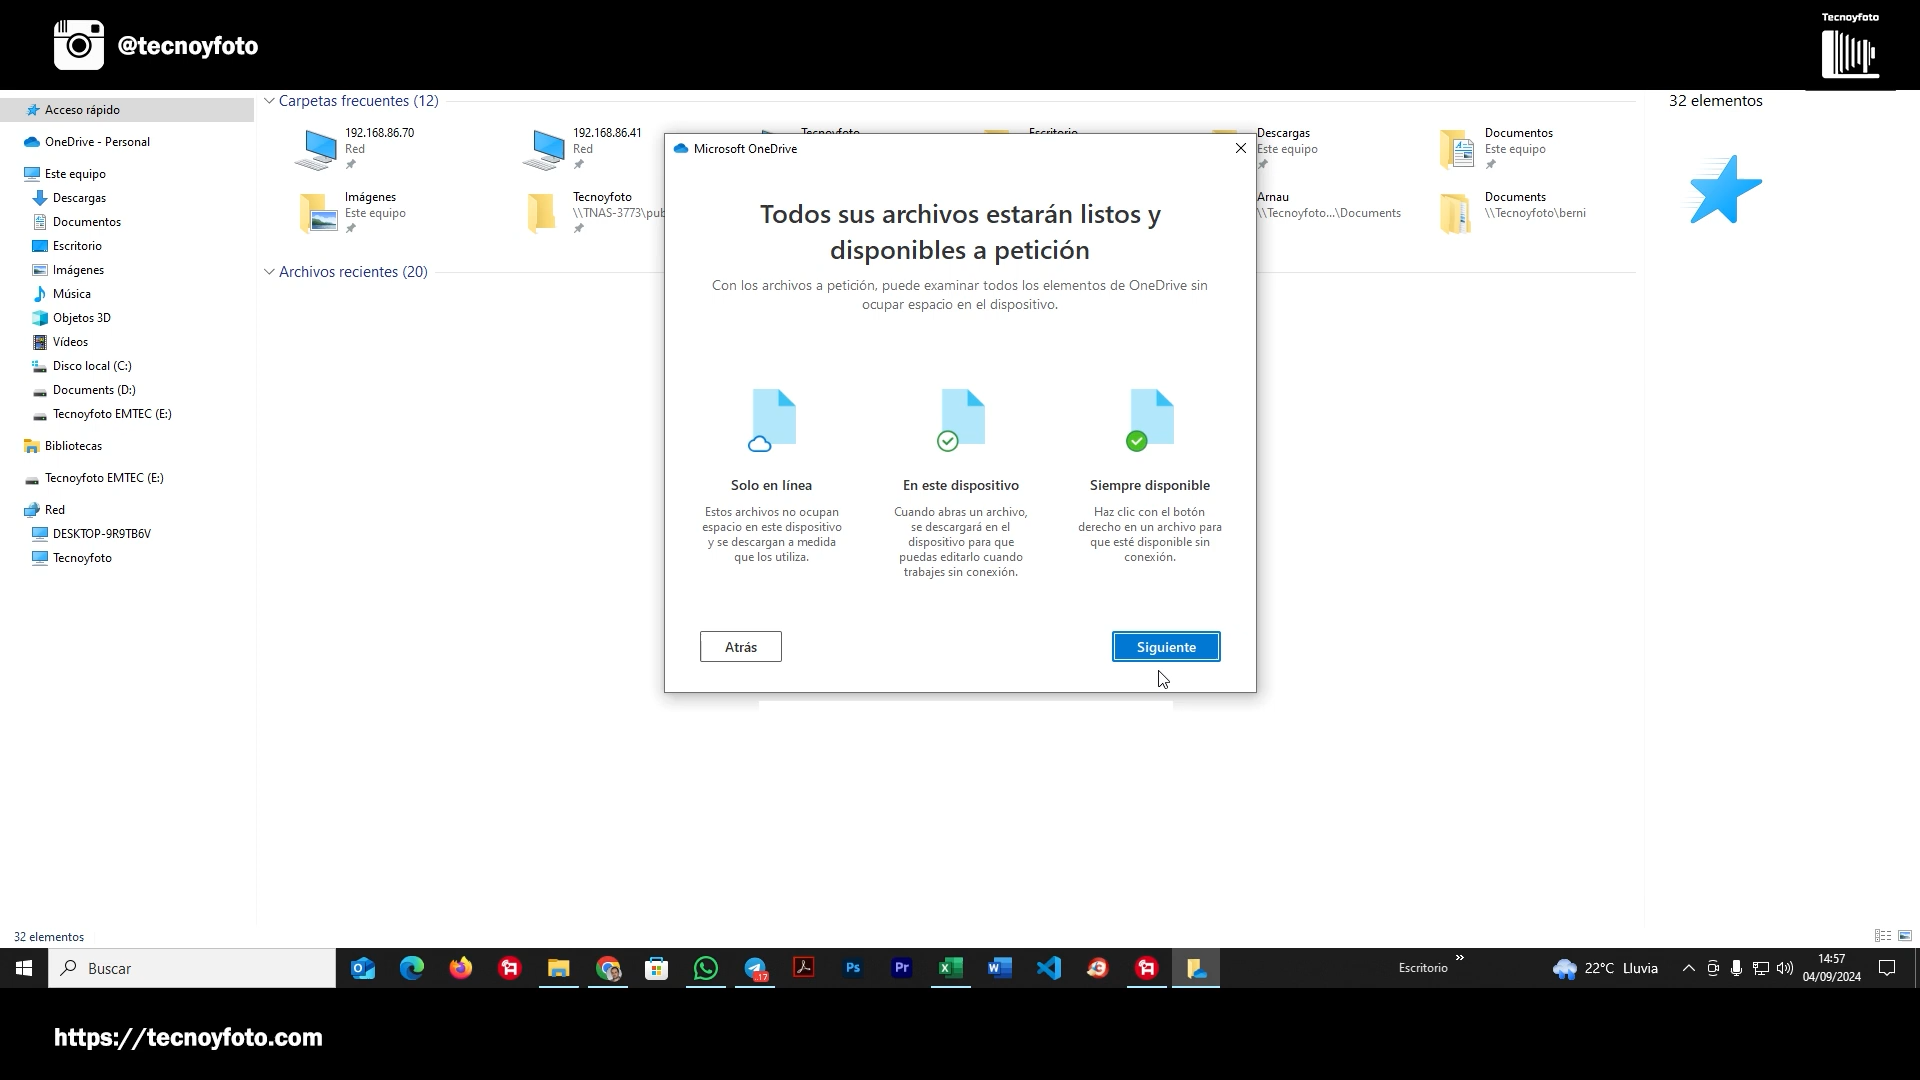 @tecnoyfoto
Tecnoyfoto
Acceso rápido
OneDrive - Personal
Este equipo
Descargas
Documentos
Escritorio
Imágenes
Música
Objetos 3D
Vídeos
Disco local (C:)
Documents (D:)
Tecnoyfoto EMTEC (E:)
Bibliotecas
Tecnoyfoto EMTEC (E:)
Red
DESKTOP-9R9TB6V
Tecnoyfoto
Carpetas frecuentes (12)
192.168.86.70
Red
192.168.86.41
Red
Tecnoyfoto
Escritorio
Descargas
Este equipo
Documentos
Este equipo
Imágenes
Este equipo
Tecnoyfoto
\\TNAS-3773\pub
Arnau
\\Tecnoyfoto...\Documents
Documents
\\Tecnoyfoto\berni
Archivos recientes (20)
32 elementos
Microsoft OneDrive
Todos sus archivos estarán listos y
disponibles a petición
Con los archivos a petición, puede examinar todos los elementos de OneDrive sin
ocupar espacio en el dispositivo.
Solo en línea
Estos archivos no ocupan
espacio en este dispositivo
y se descargan a medida
que los utiliza.
En este dispositivo
Cuando abras un archivo,
se descargará en el
dispositivo para que
puedas editarlo cuando
trabajes sin conexión.
Siempre disponible
Haz clic con el botón
derecho en un archivo para
que esté disponible sin
conexión.
Atrás
Siguiente
32 elementos
Buscar
17
Ps
Pr
Escritorio
22°C Lluvia
14:57
04/09/2024
https://tecnoyfoto.com